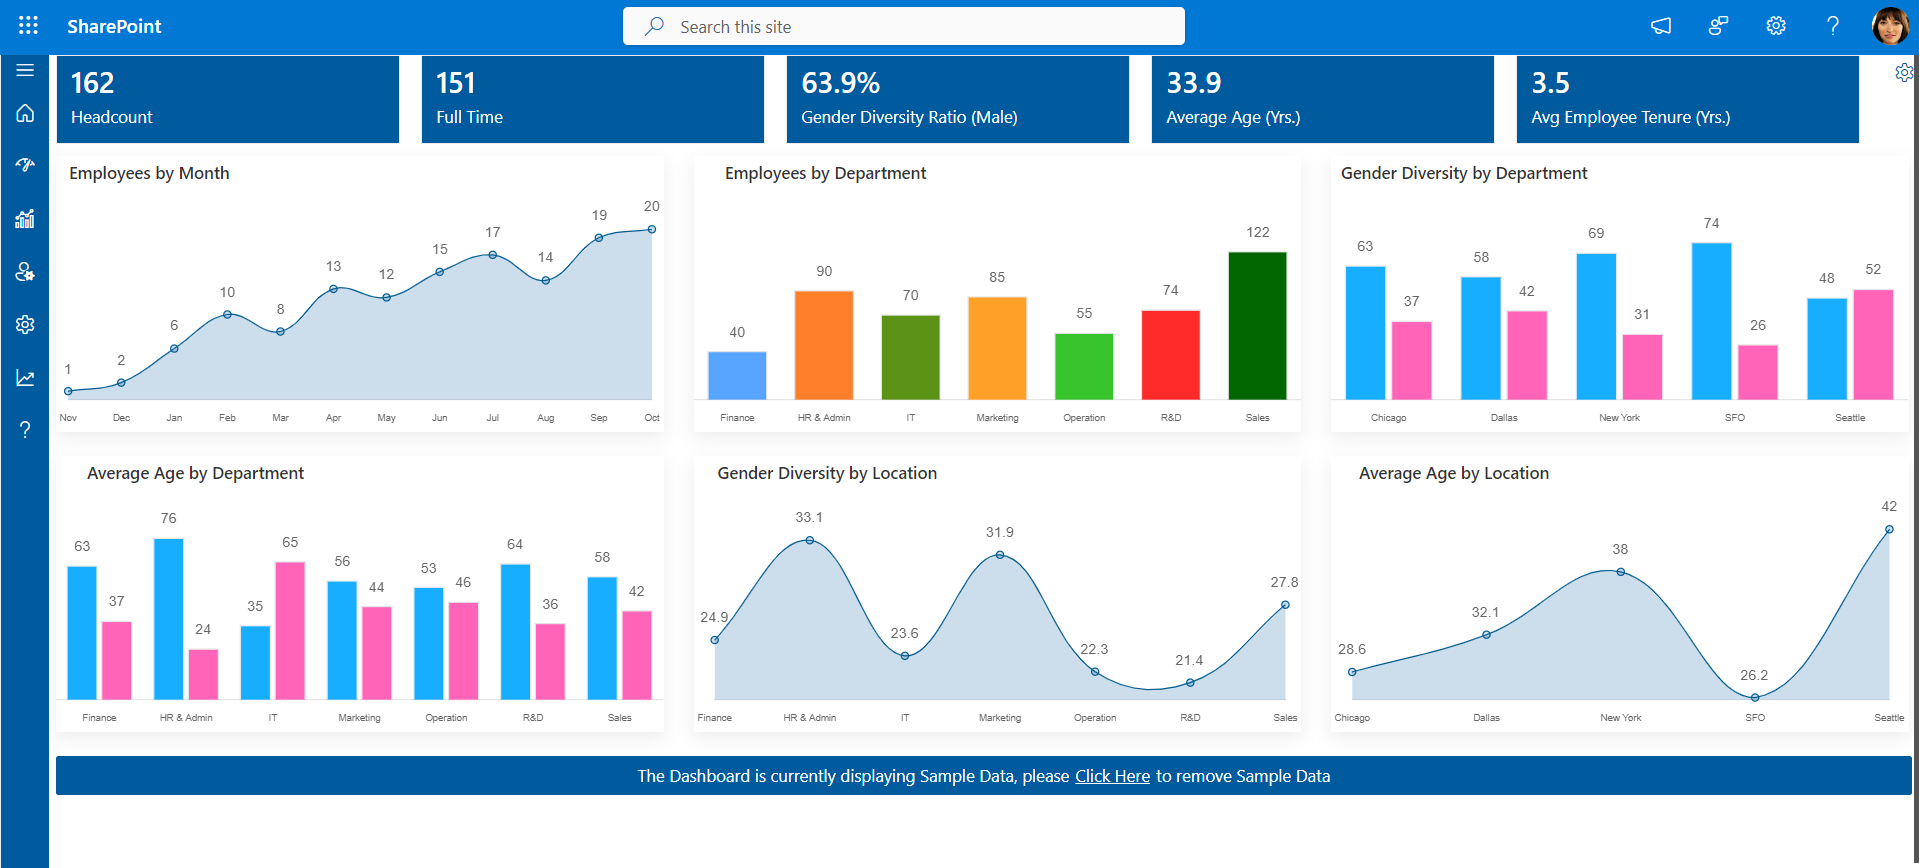 SharePoint
Search this site
162
Headcount
151
Full Time
63.9%
Gender Diversity Ratio (Male)
33.9
Average Age (Yrs.)
3.5
Avg Employee Tenure (Yrs.)
Employees by Month
1 2 6 10 8 13 12 15 17 14 19 20
Nov Dec Jan Feb Mar Apr May Jun Jul Aug Sep Oct
Employees by Department
40 90 70 85 55 74 122
Finance HR & Admin IT Marketing Operation R&D Sales
Gender Diversity by Department
63 37 58 42 69 31 74 26 48 52
Chicago Dallas New York SFO Seattle
Average Age by Department
63 37 76 24 35 65 56 44 53 46 64 36 58 42
Finance HR & Admin IT Marketing Operation R&D Sales
Gender Diversity by Location
24.9 33.1 23.6 31.9 22.3 21.4 27.8
Finance HR & Admin IT Marketing Operation R&D Sales
Average Age by Location
28.6 32.1 38 26.2 42
Chicago Dallas New York SFO Seattle
The Dashboard is currently displaying Sample Data, please Click Here to remove Sample Data